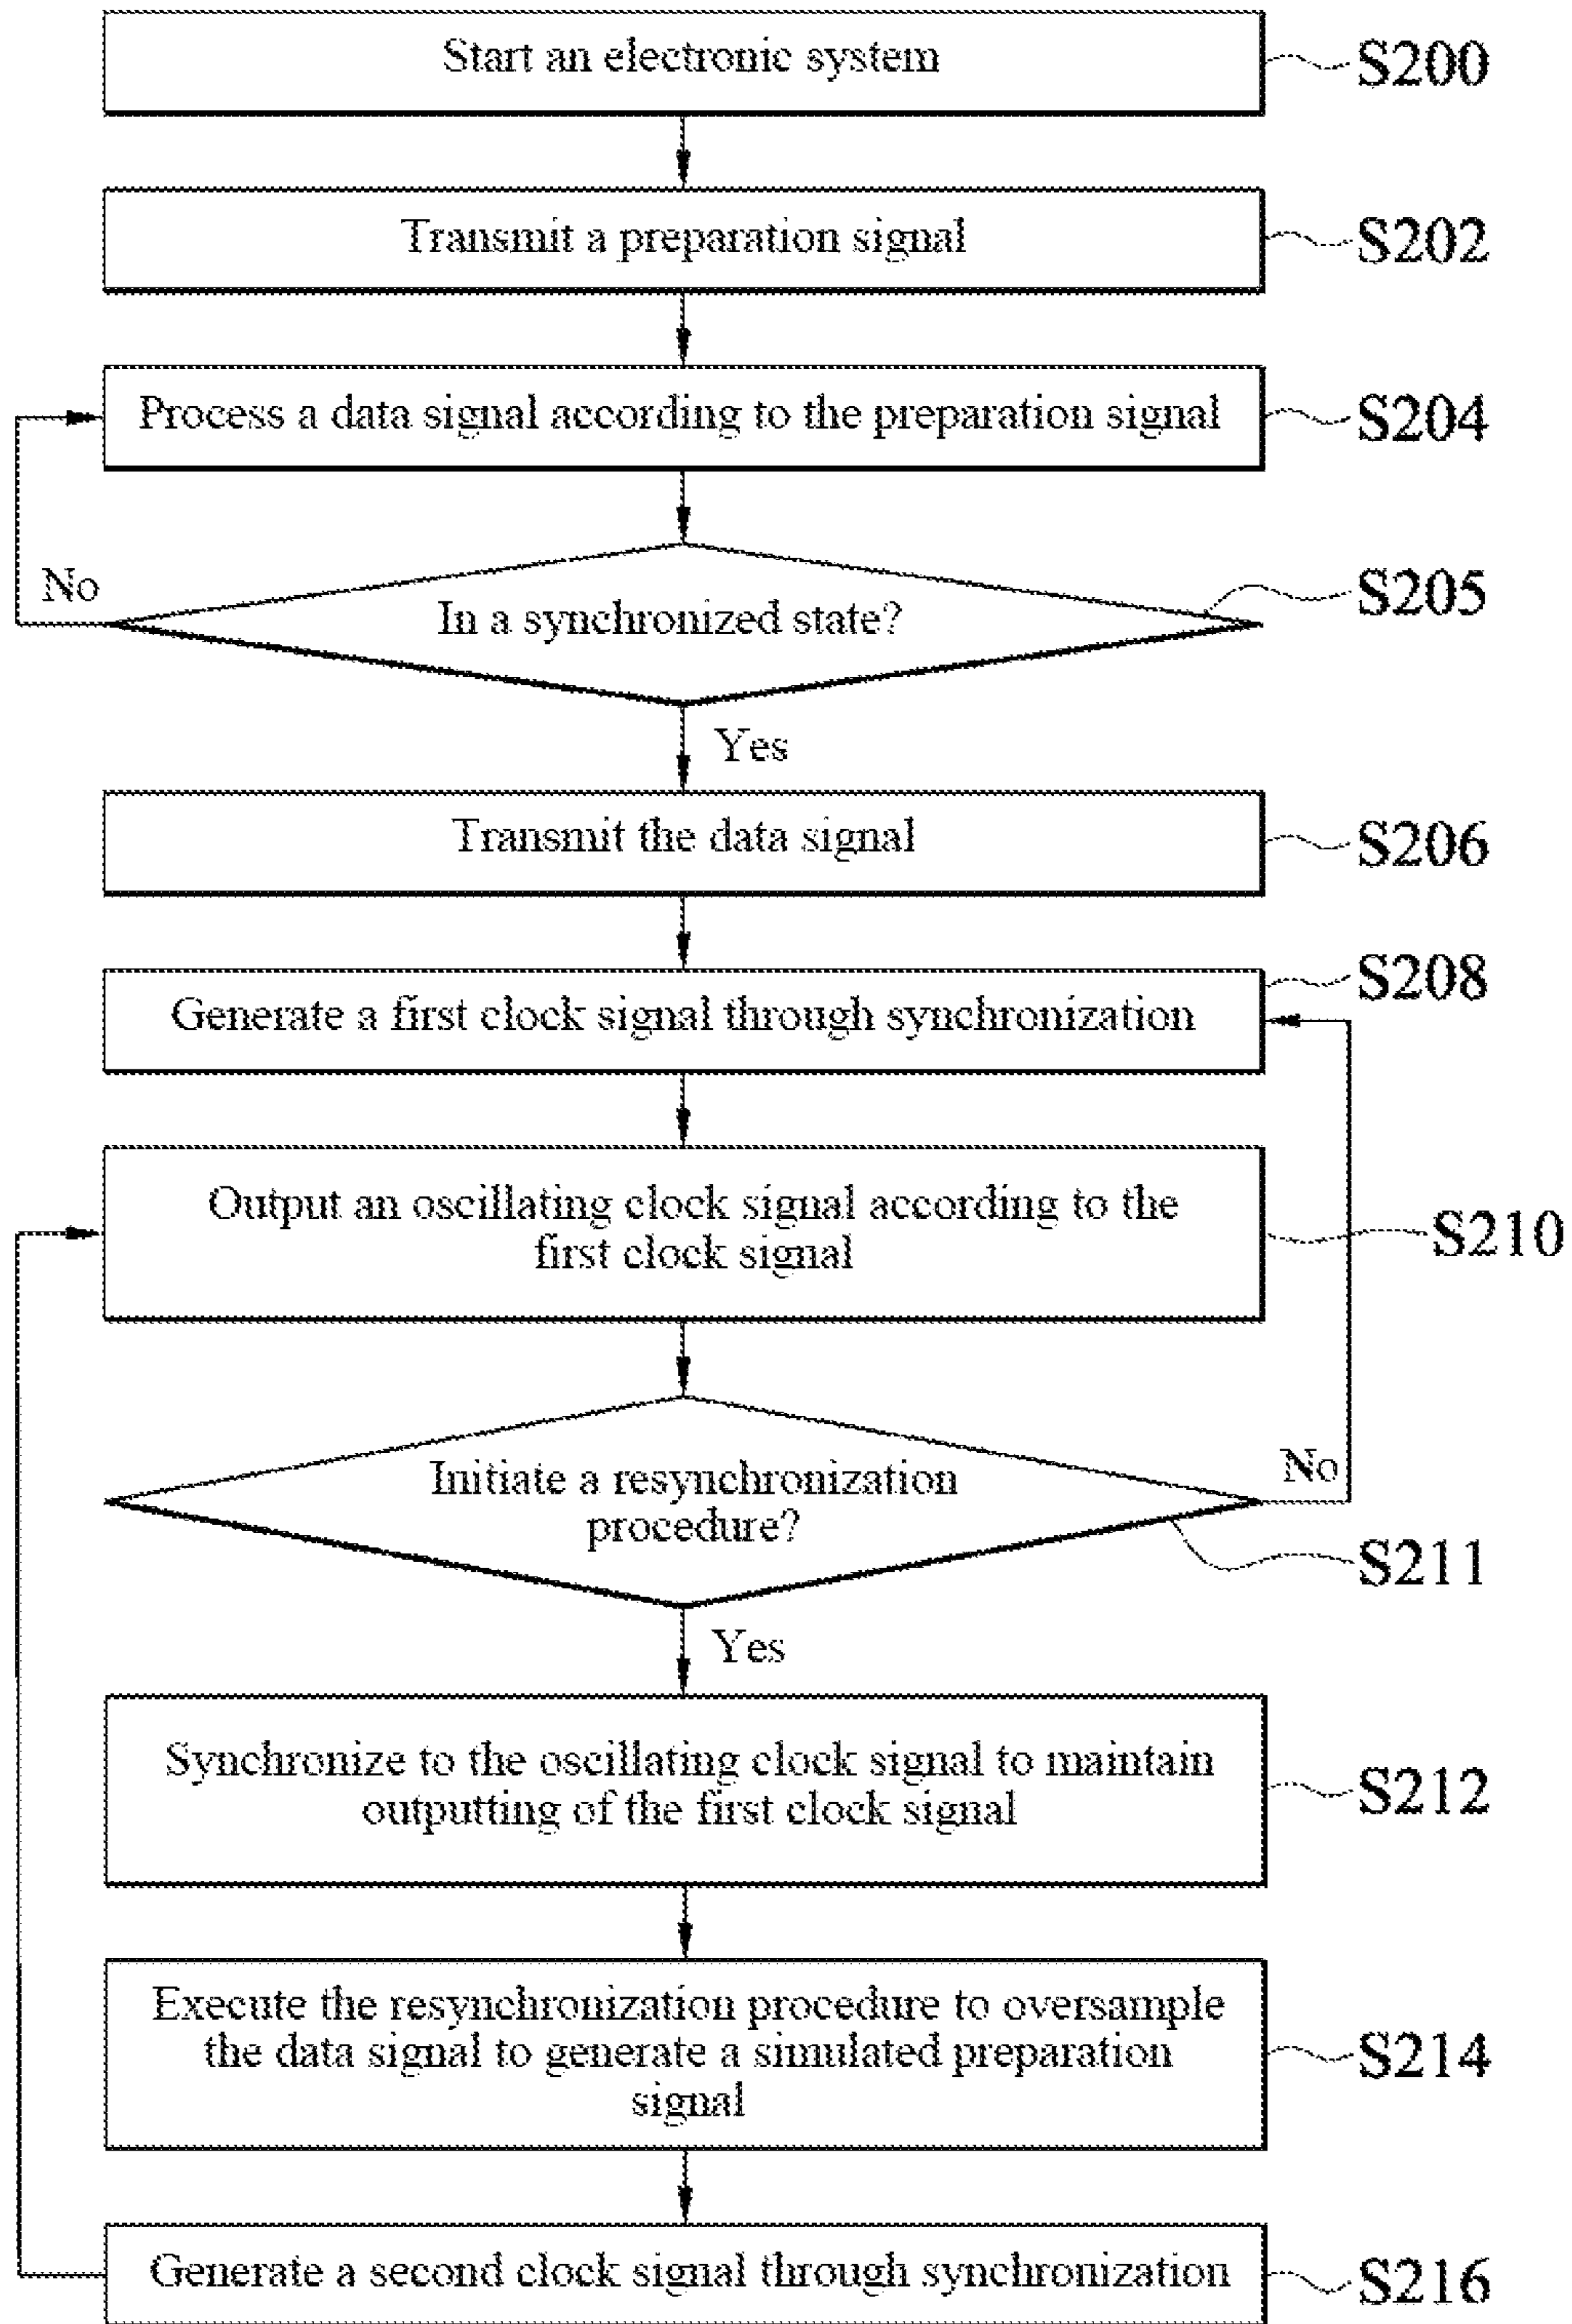 Start an electronic system
S200
Transmit a preparation signal
S202
Process a data signal according to the preparation signal
S204
No
In a synchronized state?
S205
Yes
Transmit the data signal
S206
Generate a first clock signal through synchronization
S208
Output an oscillating clock signal according to the
first clock signal
S210
Initiate a resynchronization
procedure?
No
S211
Yes
Synchronize to the oscillating clock signal to maintain
outputting of the first clock signal
S212
Execute the resynchronization procedure to oversample
the data signal to generate a simulated preparation
signal
S214
Generate a second clock signal through synchronization
S216